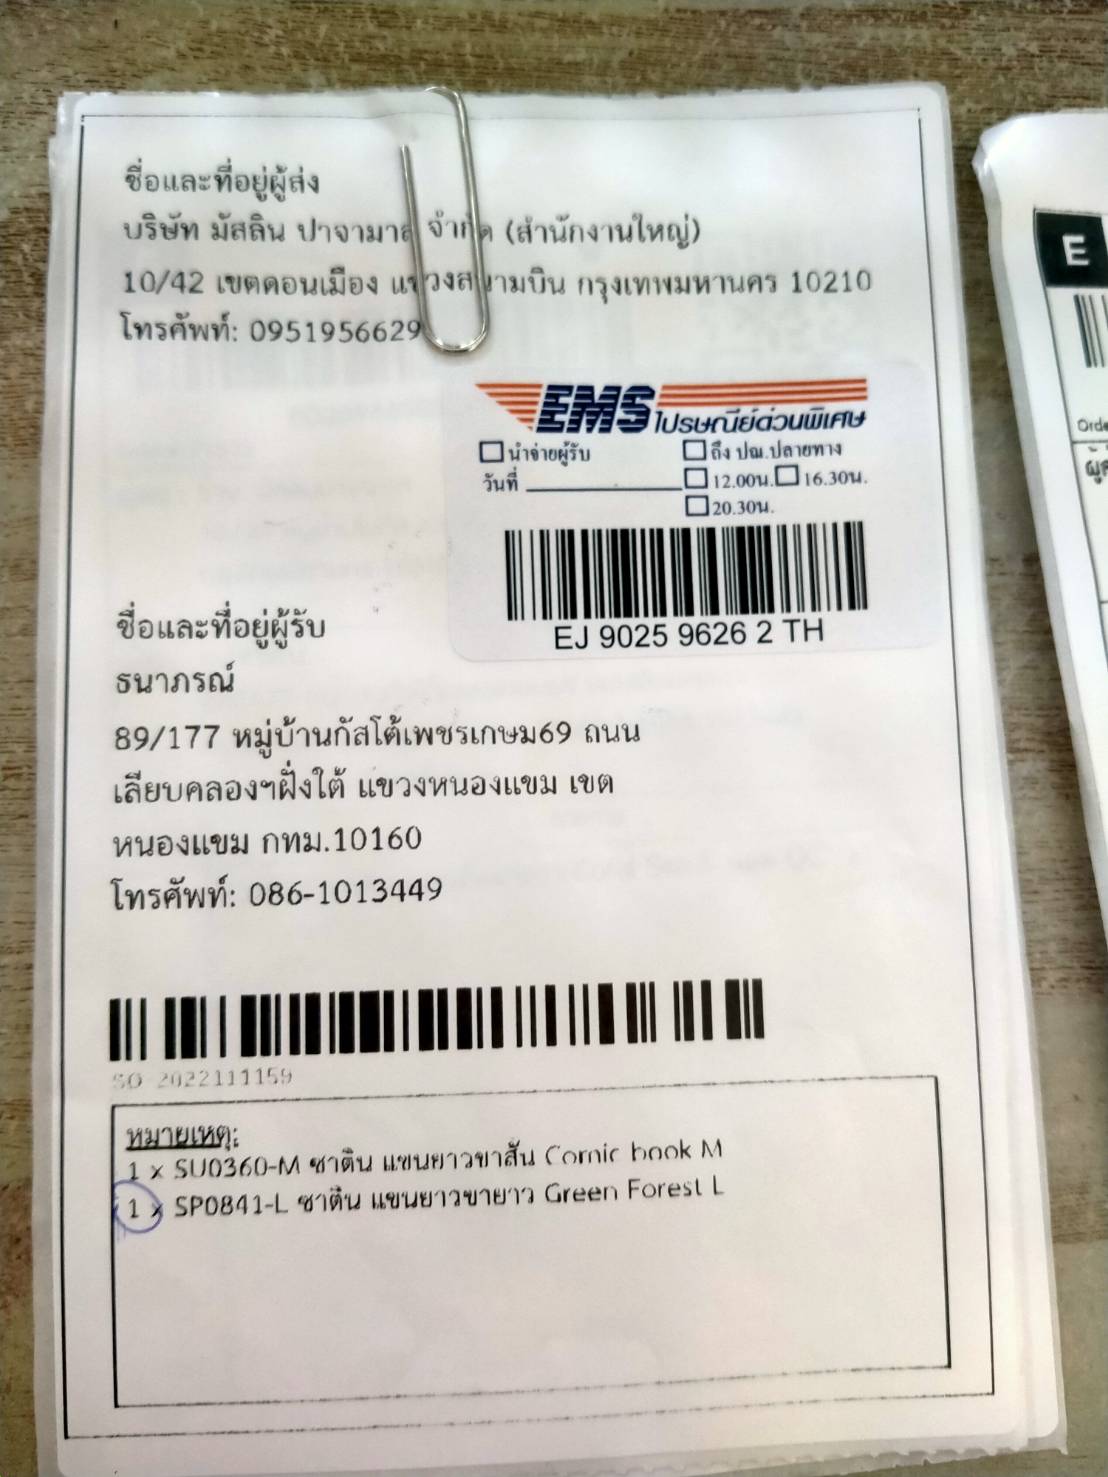 ชื่อและที่อยู่ผู้ส่ง
บริษัท มัสลิน ปาจามาส จำกัด (สำนักงานใหญ่)
10/42 เขตดอนเมือง แขวงสนามบิน กรุงเทพมหานคร 10210
โทรศัพท์: 0951956629
EMS ไปรษณีย์ด่วนพิเศษ
นำจ่ายผู้รับ ถึง ปณ.ปลายทาง
วันที่ 12.00น. 16.30น.
20.30น.
EJ 9025 9626 2 TH
ชื่อและที่อยู่ผู้รับ
ธนาภรณ์
89/177 หมู่บ้านกัสโต้เพชรเกษม69 ถนน
เลียบคลองฯฝั่งใต้ แขวงหนองแขม เขต
หนองแขม กทม.10160
โทรศัพท์: 086-1013449
SO 2022111159
หมายเหตุ:
1 x SU0360-M ซาติน แขนยาวขาสั้น Comic book M
1 x SP0841-L ซาติน แขนยาวขายาว Green Forest L
E